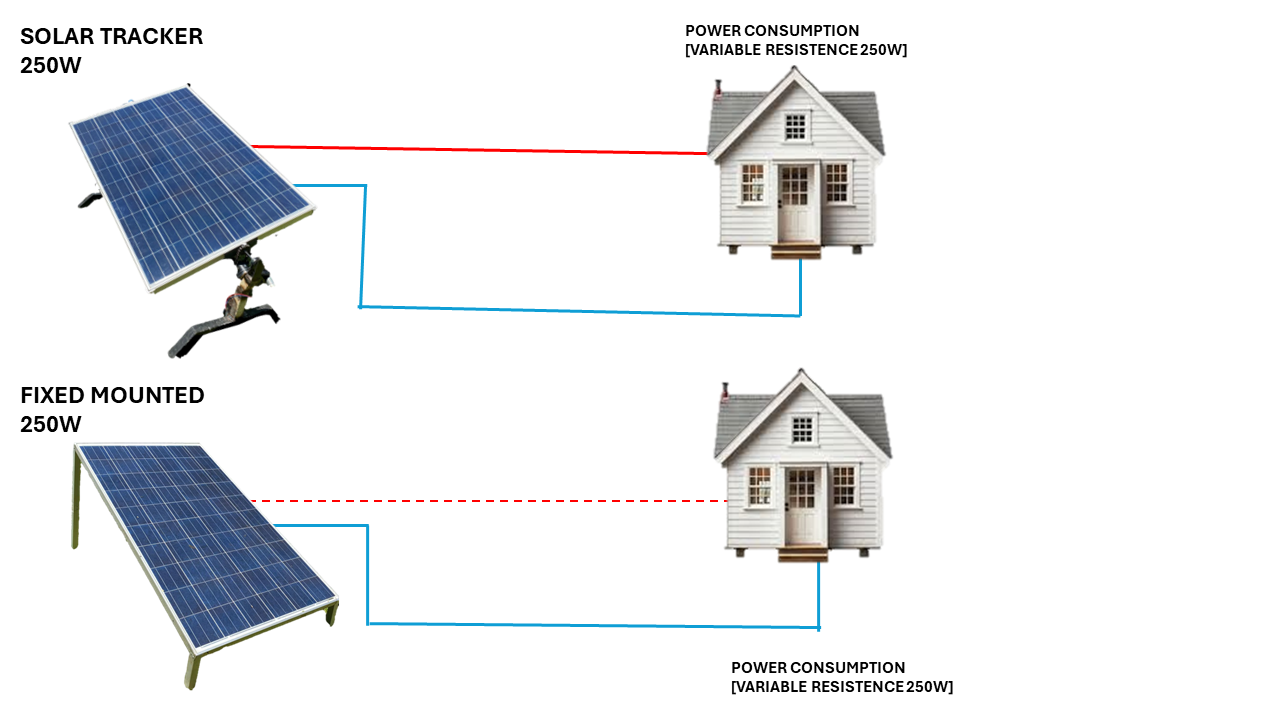 SOLAR TRACKER
250W
POWER CONSUMPTION
[VARIABLE RESISTENCE 250W]
FIXED MOUNTED
250W
POWER CONSUMPTION
[VARIABLE RESISTENCE 250W]